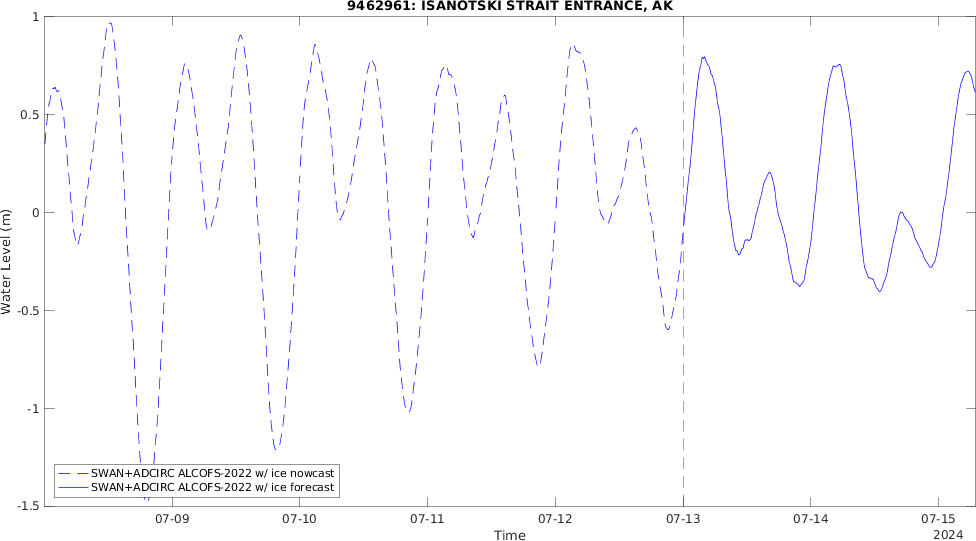 9462961: ISANOTSKI STRAIT ENTRANCE, AK
1
0.5
0
-0.5
-1
-1.5
Water Level (m)
SWAN+ADCIRC ALCOFS-2022 w/ ice nowcast
SWAN+ADCIRC ALCOFS-2022 w/ ice forecast
07-09 07-10 07-11 07-12 07-13 07-14 07-15
Time
2024